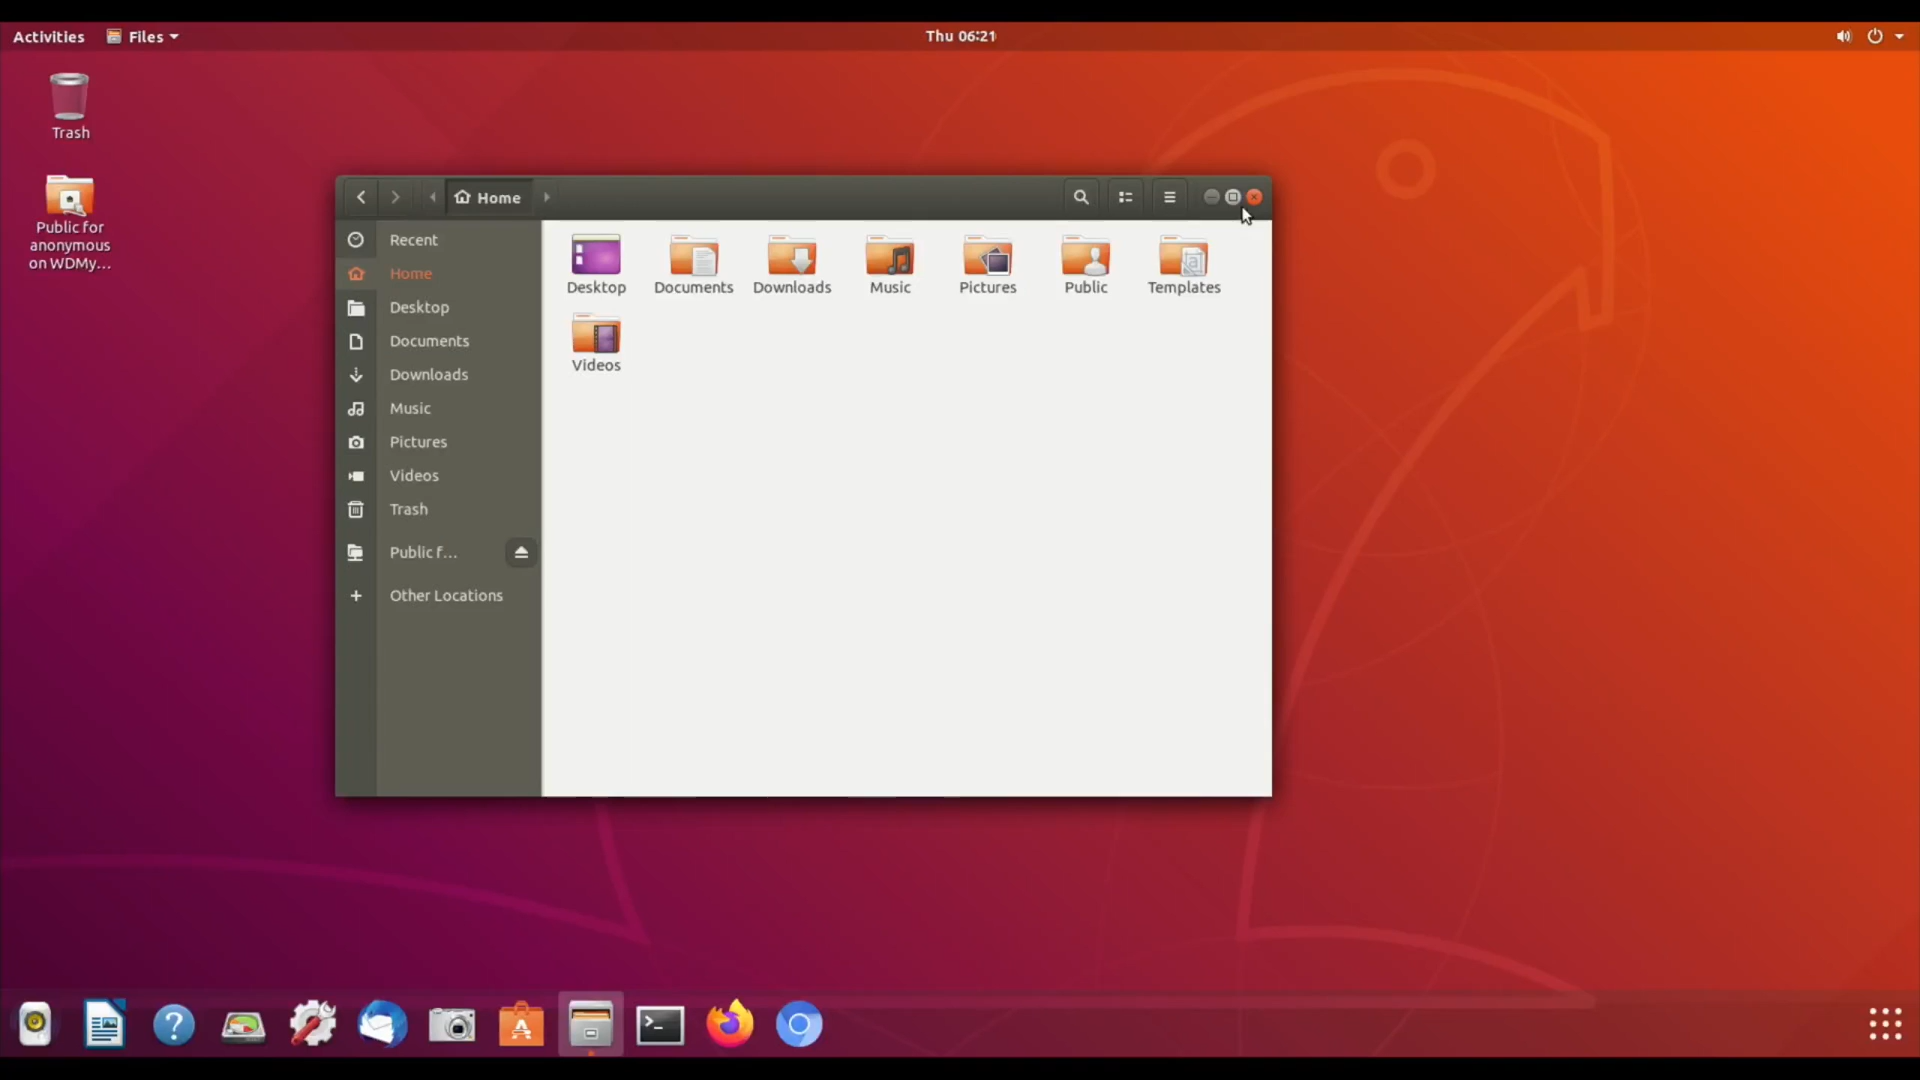 Activities
Files
Thu 06:21
Trash
Public for
anonymous
on WDMy...
Home
Recent
Home
Desktop
Documents
Downloads
Music
Pictures
Videos
Trash
Public f...
Other Locations
Desktop
Documents
Downloads
Music
Pictures
Public
Templates
Videos